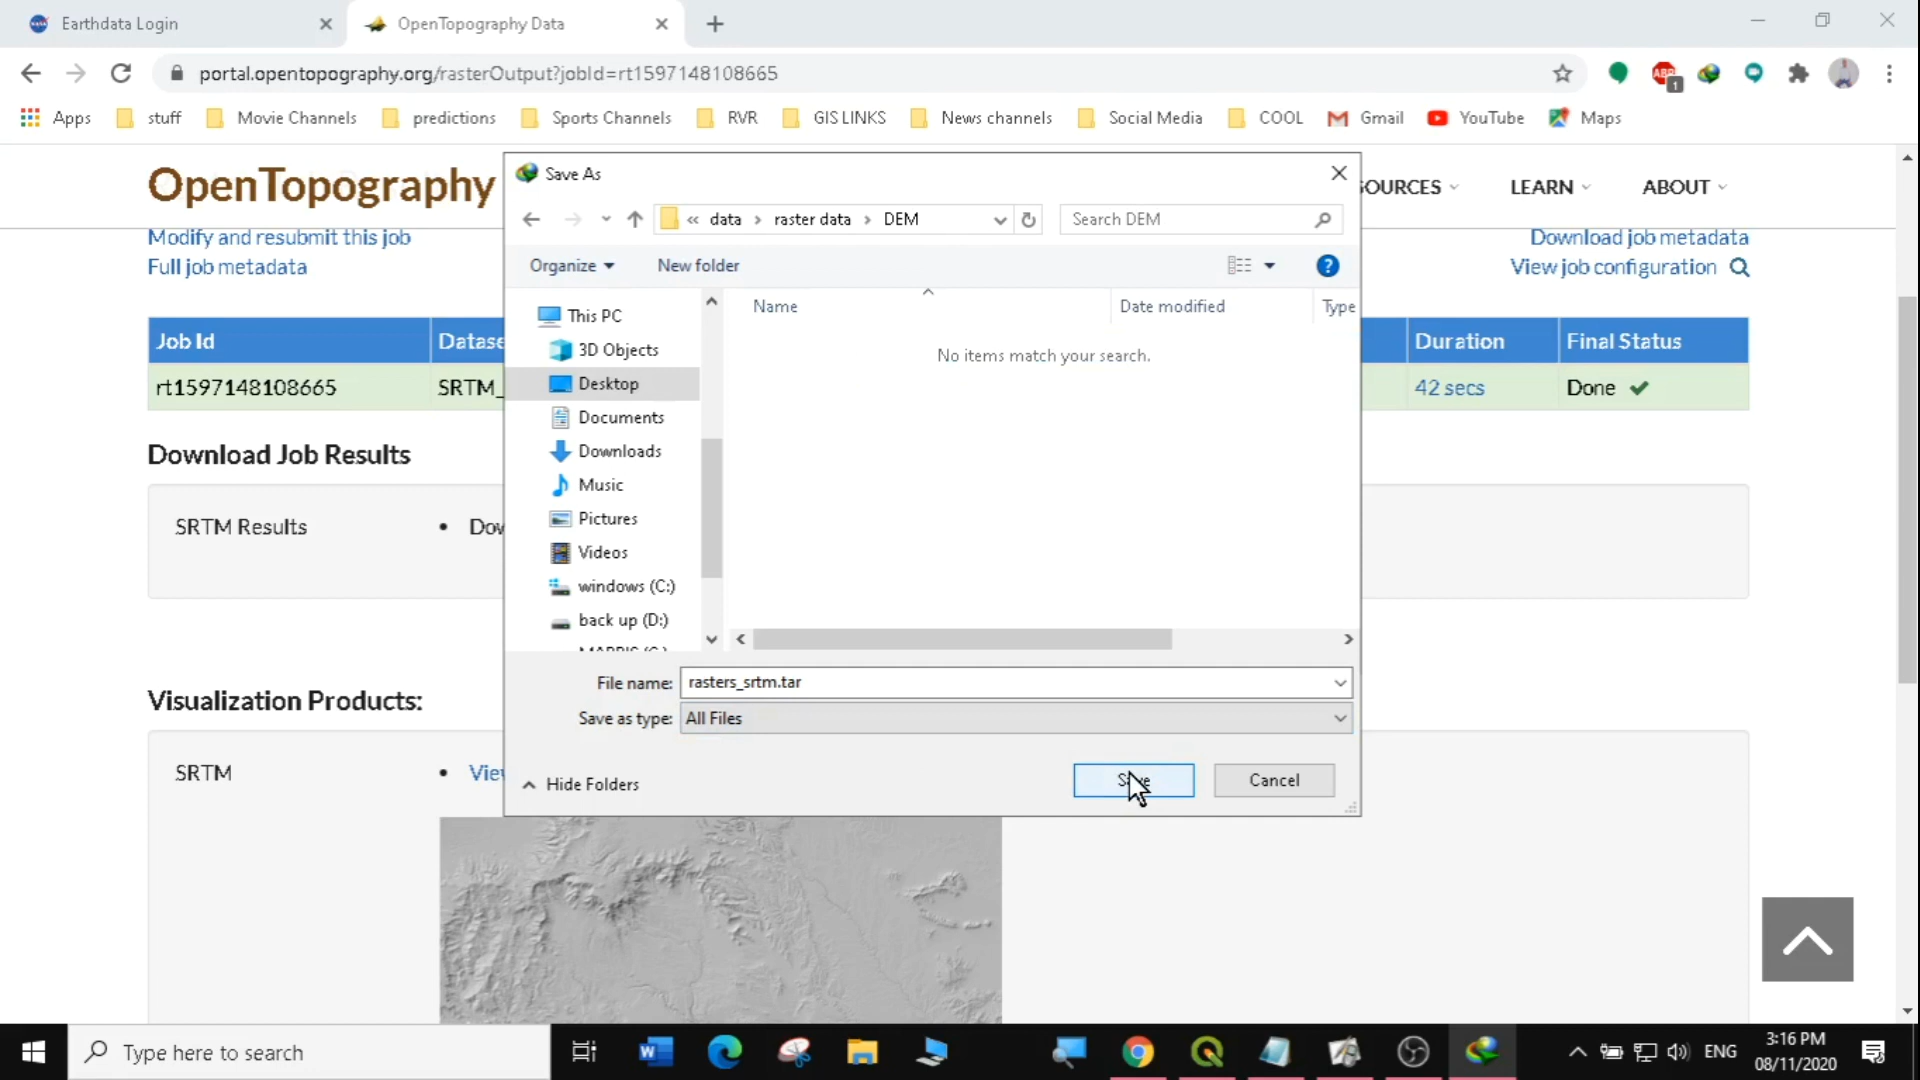 Earthdata Login
OpenTopography Data
portal.opentopography.org/rasterOutput?jobId=rt1597148108665
ABP
1
Apps
stuff
Movie Channels
predictions
Sports Channels
RVR
GIS LINKS
News channels
Social Media
COOL
Gmail
YouTube
Maps
OpenTopography
LEARN
ABOUT
Save As
« data › raster data › DEM
Search DEM
Modify and resubmit this job
Full job metadata
Download job metadata
View job configuration
Organize
New folder
?
Name
Date modified
Type
No items match your search.
This PC
3D Objects
Desktop
Documents
Downloads
Music
Pictures
Videos
windows (C:)
back up (D:)
Job Id
Duration
Final Status
rt1597148108665
SRTM_
42 secs
Done
Download Job Results
SRTM Results
•
File name: rasters_srtm.tar
Save as type: All Files
Hide Folders
Save
Cancel
Visualization Products:
SRTM
•
Type here to search
ENG
3:16 PM
08/11/2020